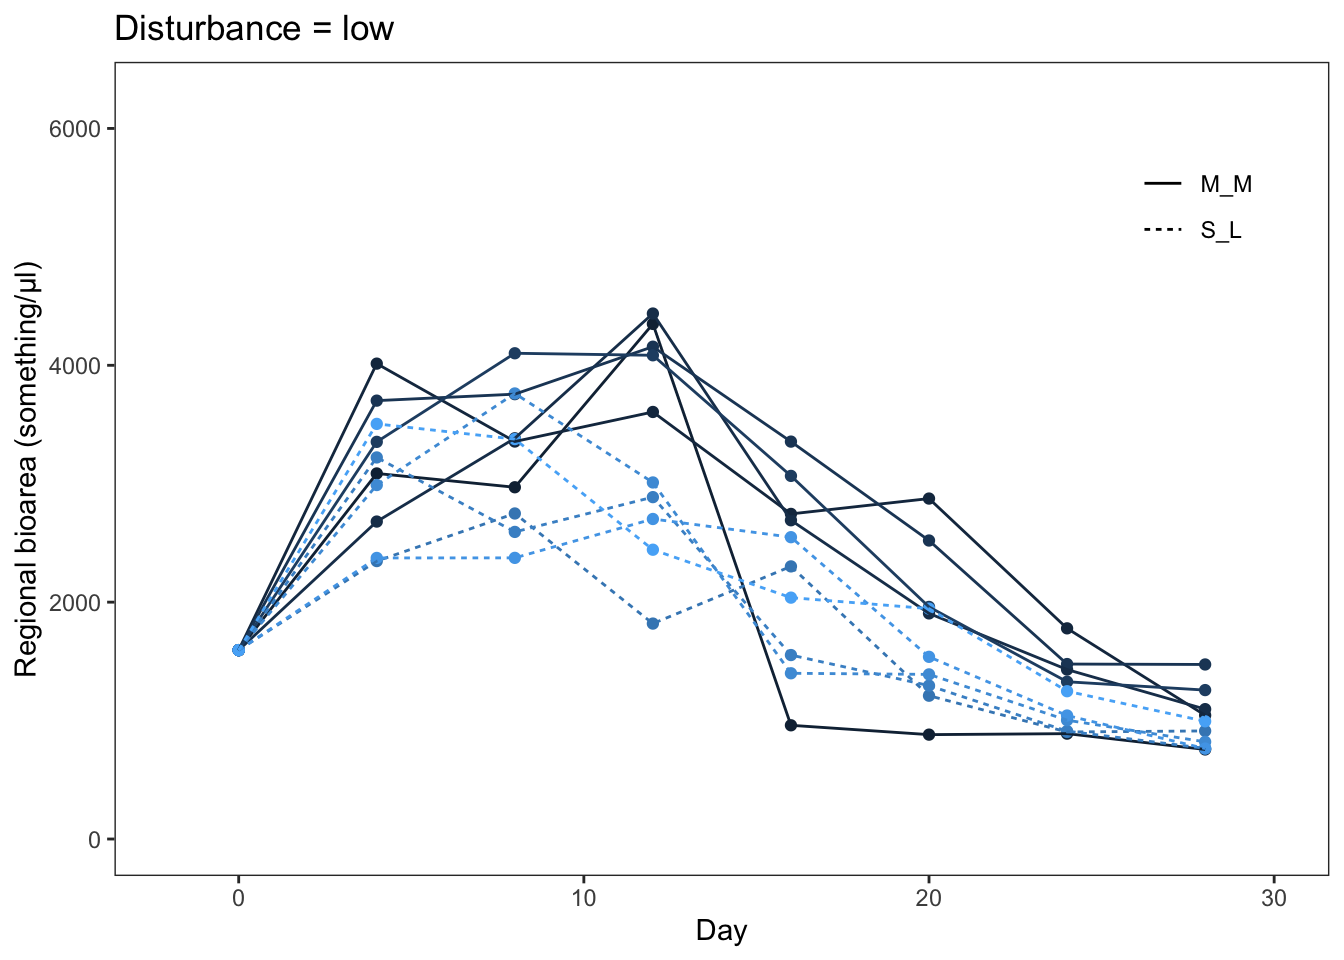 Disturbance = low
Regional bioarea (something/µl)
6000
4000
2000
0
M_M
S_L
0
10
20
30
Day